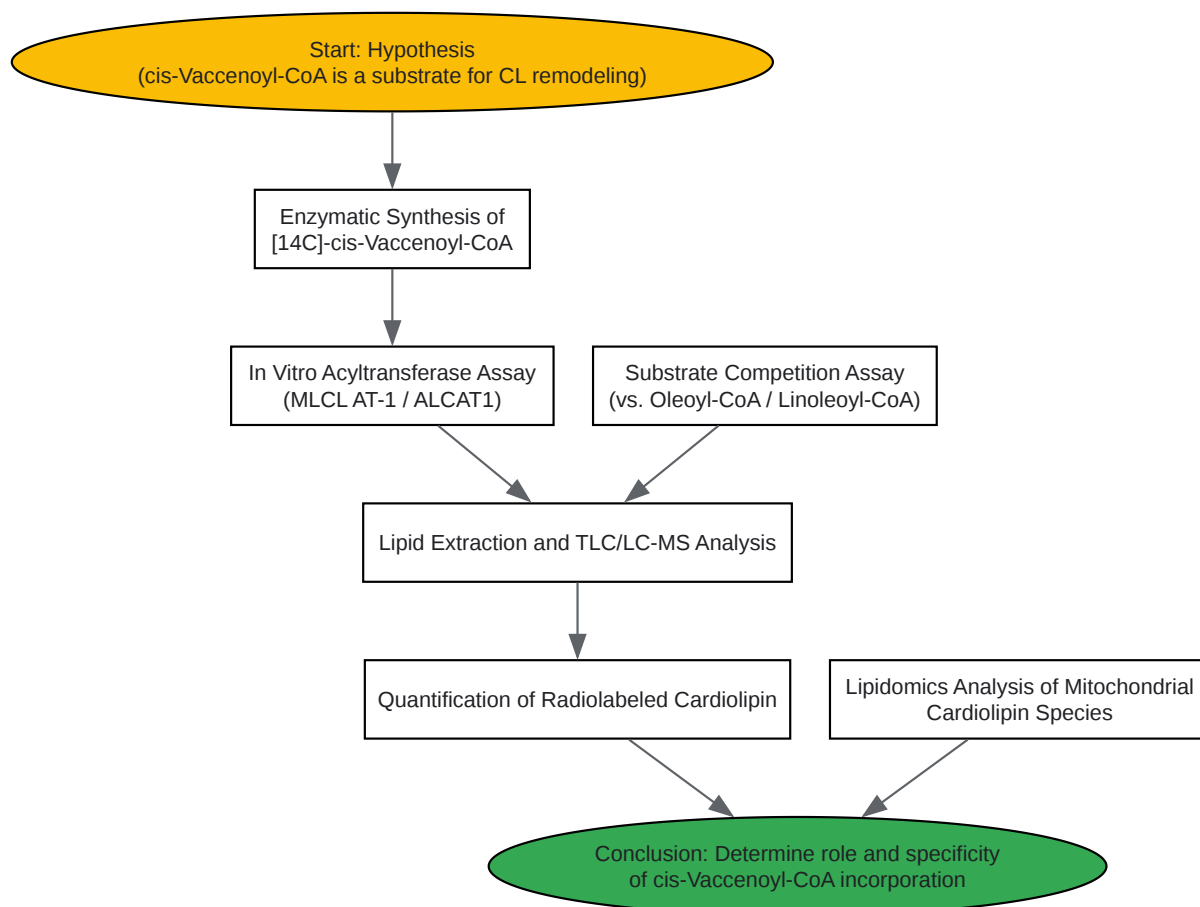 Start: Hypothesis
(cis-Vaccenoyl-CoA is a substrate for CL remodeling)
Enzymatic Synthesis of
[14C]-cis-Vaccenoyl-CoA
In Vitro Acyltransferase Assay
(MLCL AT-1 / ALCAT1)
Substrate Competition Assay
(vs. Oleoyl-CoA / Linoleoyl-CoA)
Lipid Extraction and TLC/LC-MS Analysis
Quantification of Radiolabeled Cardiolipin
Lipidomics Analysis of Mitochondrial
Cardiolipin Species
Conclusion: Determine role and specificity
of cis-Vaccenoyl-CoA incorporation